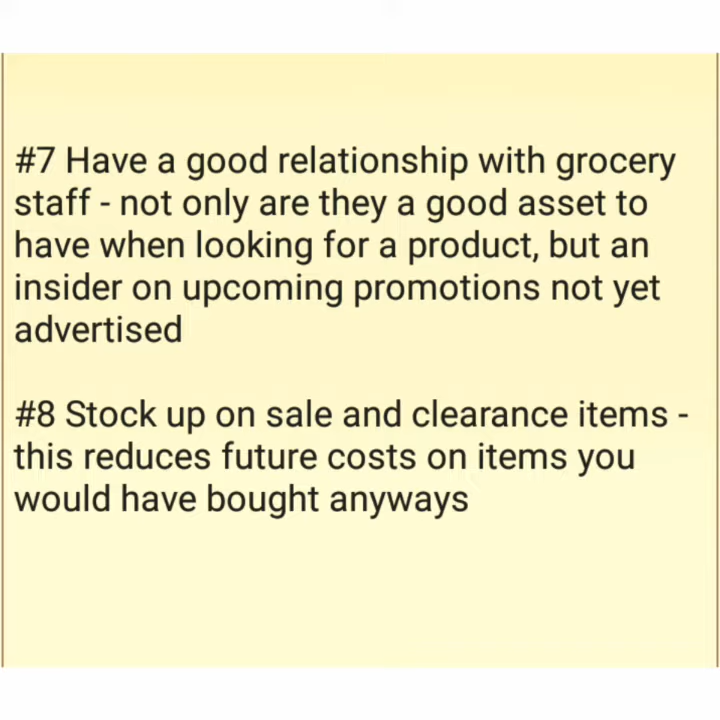 #7 Have a good relationship with grocery
staff - not only are they a good asset to
have when looking for a product, but an
insider on upcoming promotions not yet
advertised
#8 Stock up on sale and clearance items -
this reduces future costs on items you
would have bought anyways